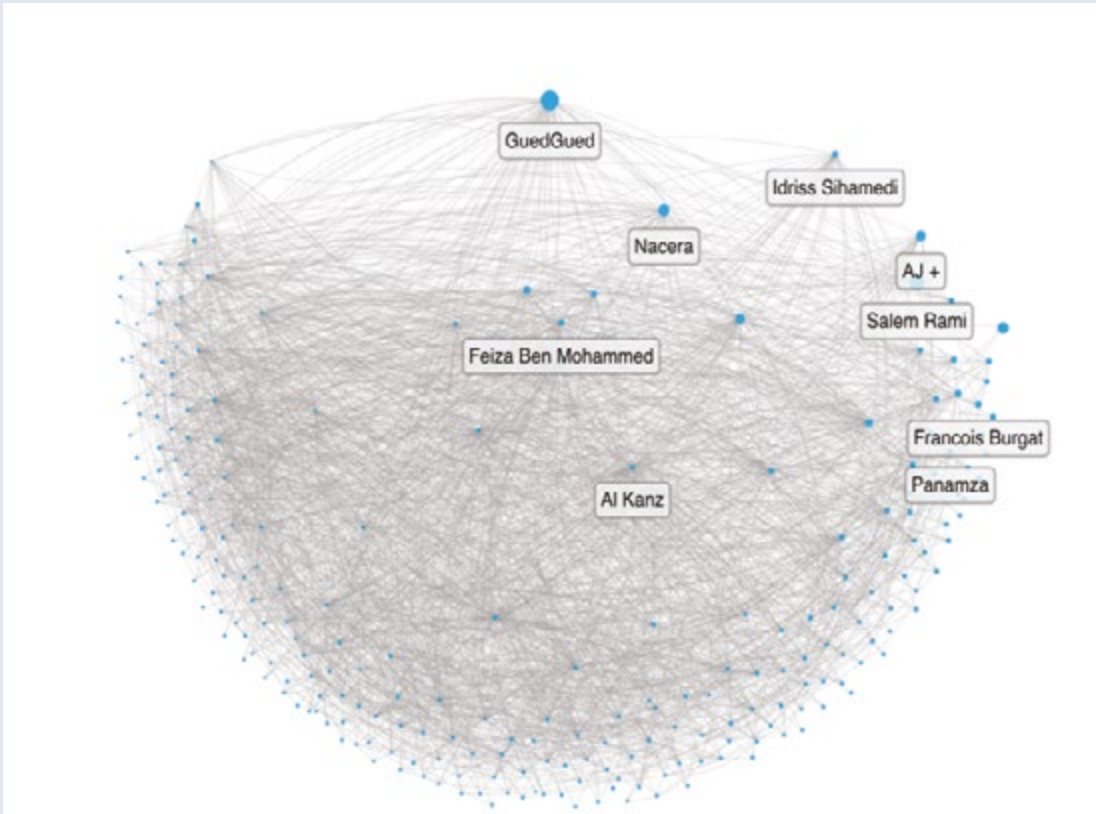 GuedGued
Idriss Sihamedi
Nacera
AJ +
Salem Rami
Feiza Ben Mohammed
Francois Burgat
Panamza
Al Kanz